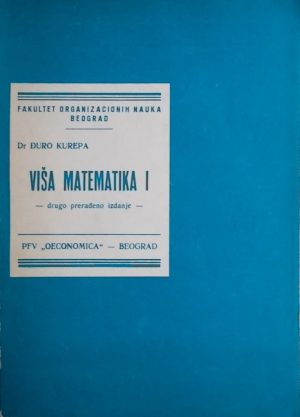 FAKULTET ORGANIZACIONIH NAUKA
BEOGRAD
Dr ĐURO KUREPA
VIŠA MATEMATIKA I
— drugo prerađeno izdanje —
PFV „OECONOMICA“ — BEOGRAD